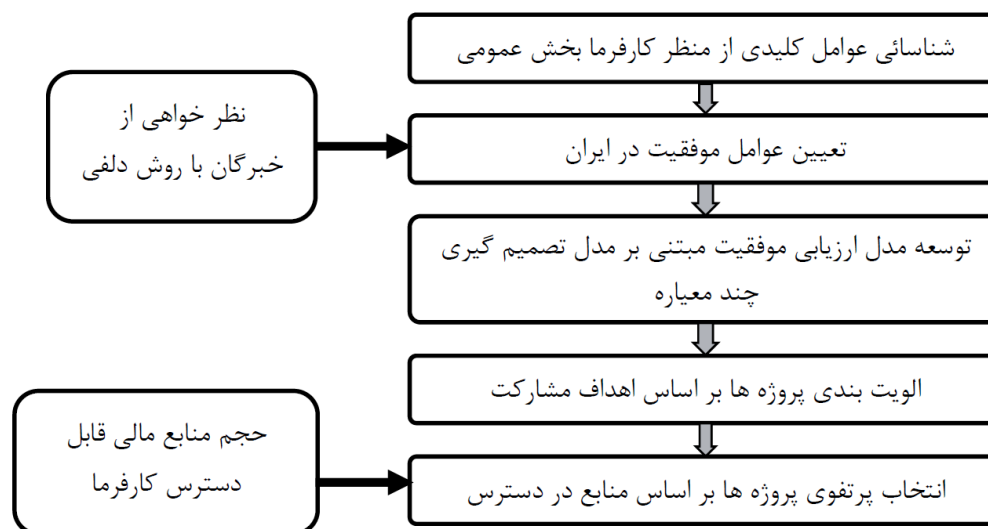 شناسائی عوامل کلیدی از منظر کارفرما بخش عمومی
نظر خواهی از
خبرگان با روش دلفی
تعیین عوامل موفقیت در ایران
توسعه مدل ارزیابی موفقیت مبتنی بر مدل تصمیم گیری
چند معیاره
الویت بندی پروژه ها بر اساس اهداف مشارکت
حجم منابع مالی قابل
دسترس کارفرما
انتخاب پرتفوی پروژه ها بر اساس منابع در دسترس